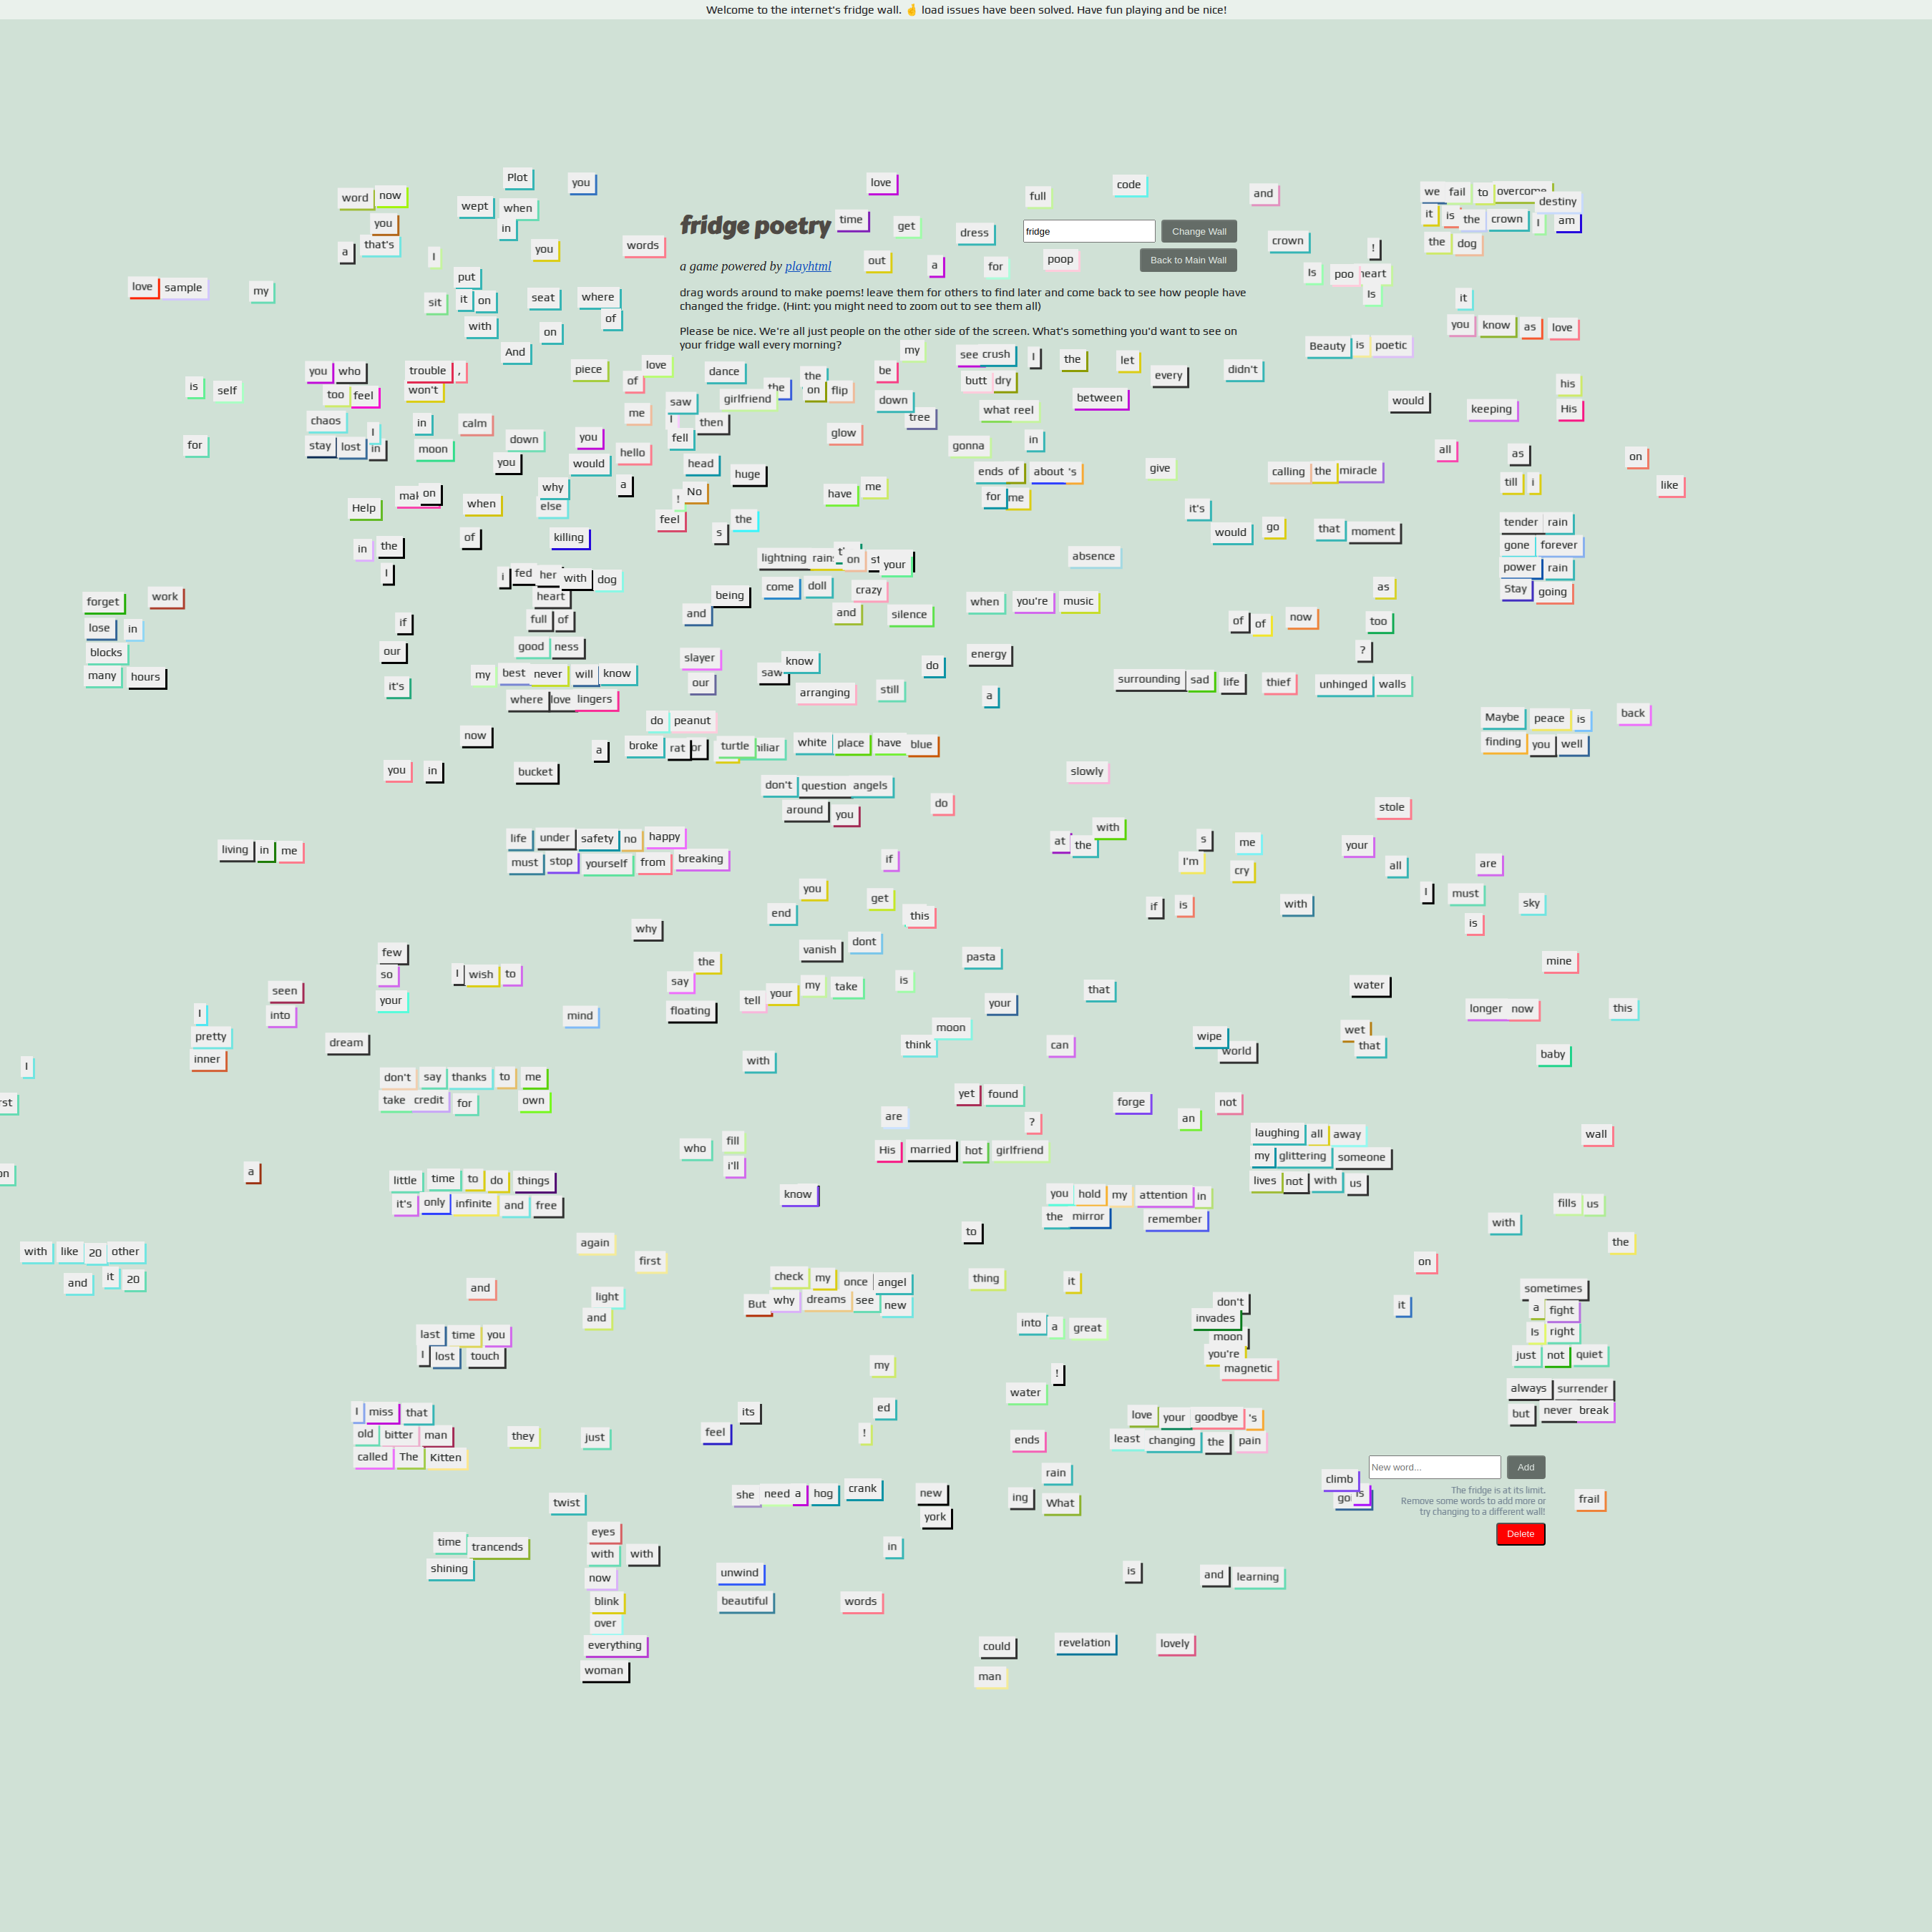 Welcome to the internet's fridge wall. 🤞 load issues have been solved. Have fun playing and be nice!
Plot
you
love
code
word now
full
and
we fail to overcome
destiny
wept when
you
in
time
get
dress
fridge poetry
fridge
Change Wall
it is the crown I am
a that's
I
you
words
crown
!
the dog
a game powered by playhtml
out
a
for
poop
Back to Main Wall
Is
poo
heart
Is
put
love sample
my
sit it on
seat
where
drag words around to make poems! leave them for others to find later and come back to see how people have
changed the fridge. (Hint: you might need to zoom out to see them all)
it
with
on
of
you know as love
Please be nice. We're all just people on the other side of the screen. What's something you'd want to see on
your fridge wall every morning?
And
my
see crush
I
the
let
Beauty is poetic
you who
trouble ,
piece
love
dance
the
be
every
didn't
is
self
too feel
won't
of
the
on flip
butt dry
his
saw
girlfriend
down
between
would
keeping
His
chaos
I
in
calm
me
I
then
tree
what reel
for
stay lost in
moon
down
you
fell
glow
gonna
in
all
as
on
hello
you
would
head
huge
ends of
about 's
give
calling the miracle
till i
like
why
a
No
!
have
me
for me
Help
on
when
else
feel
s
the
it's
would
go
that moment
tender rain
in the
of
killing
gone forever
lightning
on
your
absence
power rain
I
i fed her with dog
come doll
crazy
as
Stay going
forget
work
heart
being
when
you're music
lose in
if
full of
and
and
silence
of of
now
too
blocks
our
good ness
slayer
know
do
energy
?
many hours
it's
my best never will know
our
saw
arranging
still
a
surrounding sad life
thief
unhinged walls
where love lingers
do peanut
Maybe peace is
back
now
a
broke rat or
turtle
white place have blue
finding you well
you in
bucket
slowly
don't question angels
around you
do
stole
life under safety no happy
at the
with
s
me
your
living in me
must stop yourself from breaking
if
I'm
cry
all
are
you
get
I
must
sky
end
this
if
is
with
is
why
vanish
dont
few
pasta
the
mine
so
I wish to
say
is
water
seen
your
tell your my take
that
I
into
mind
floating
your
longer now
this
pretty
dream
moon
wet
inner
think
can
wipe
world
that
baby
I
with
don't say thanks to me
take credit for own
yet found
forge
not
are
?
an
who fill
His married hot girlfriend
laughing all away
wall
i'll
my glittering someone
a
lives not with us
little time to do things
know
you hold my attention in
it's only infinite and free
the mirror
remember
fills us
to
with
again
the
with like 20 other
first
on
and it 20
check my once angel
thing
it
sometimes
and
light
But why dreams see new
don't
it
a fight
and
into a great
invades
Is right
last time you
moon
just not quiet
I lost touch
my
you're
magnetic
!
water
always surrender
I miss that
its
ed
but never break
old bitter man
they
just
feel
!
love your goodbye 's
called The Kitten
ends
least changing the pain
New word...
Add
rain
climb
is
The fridge is at its limit.
Remove some words to add more or
try changing to a different wall!
twist
she need a hog crank
new
ing
What
frail
york
Delete
eyes
time trancends
with with
in
shining
now
unwind
is
and learning
blink
beautiful
words
over
everything
could
revelation
lovely
woman
man